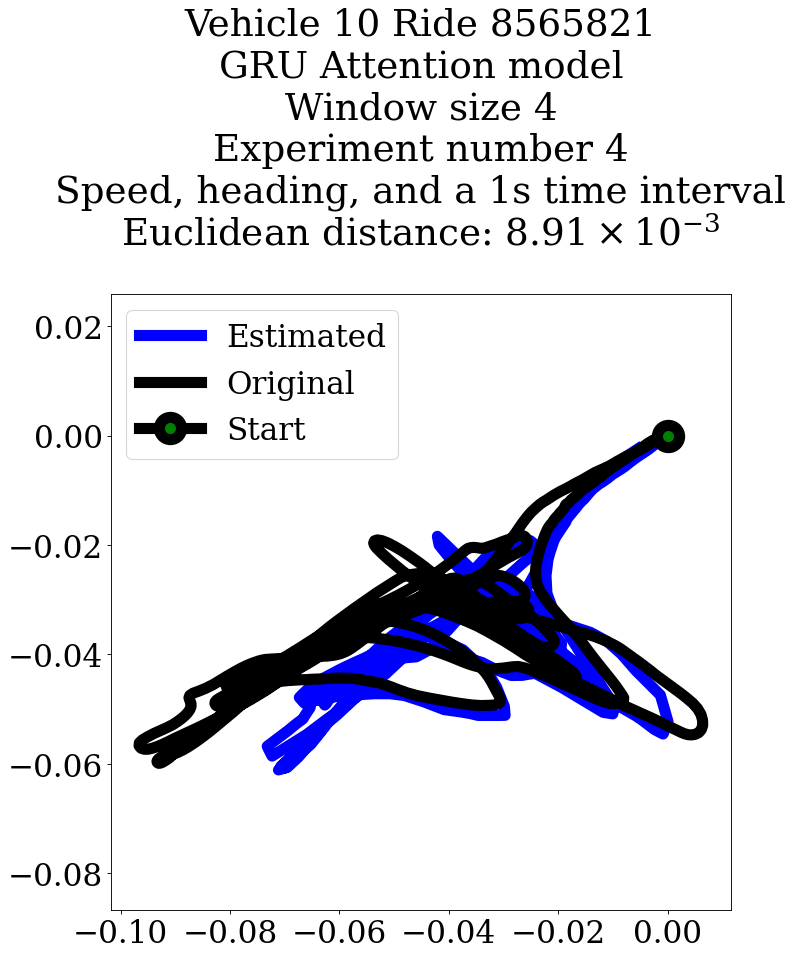 Vehicle 10 Ride 8565821
GRU Attention model
Window size 4
Experiment number 4
Speed, heading, and a 1s time interval
Euclidean distance: 8.91 × 10⁻³
Estimated
Original
Start
0.02
0.00
−0.02
−0.04
−0.06
−0.08
−0.10 −0.08 −0.06 −0.04 −0.02 0.00